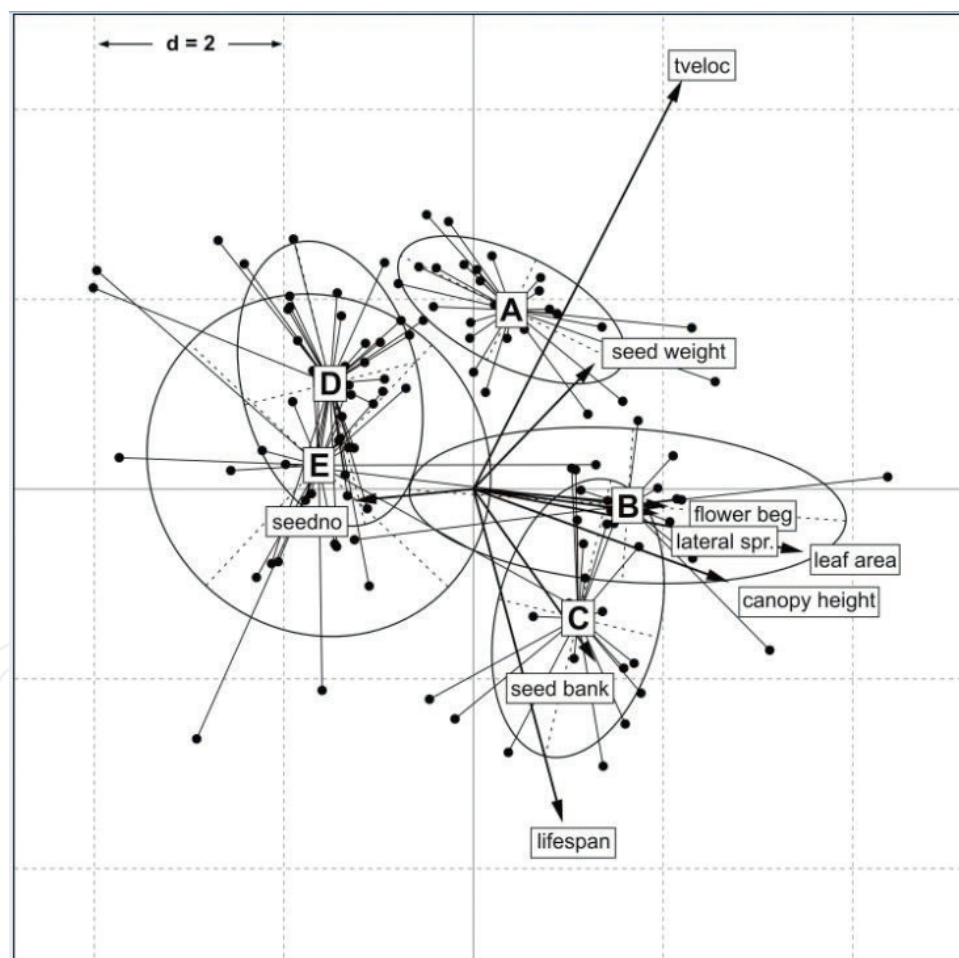 d = 2
tveloc
A
seed weight
D
E
B
seedno
flower beg
lateral spr.
leaf area
canopy height
C
seed bank
lifespan